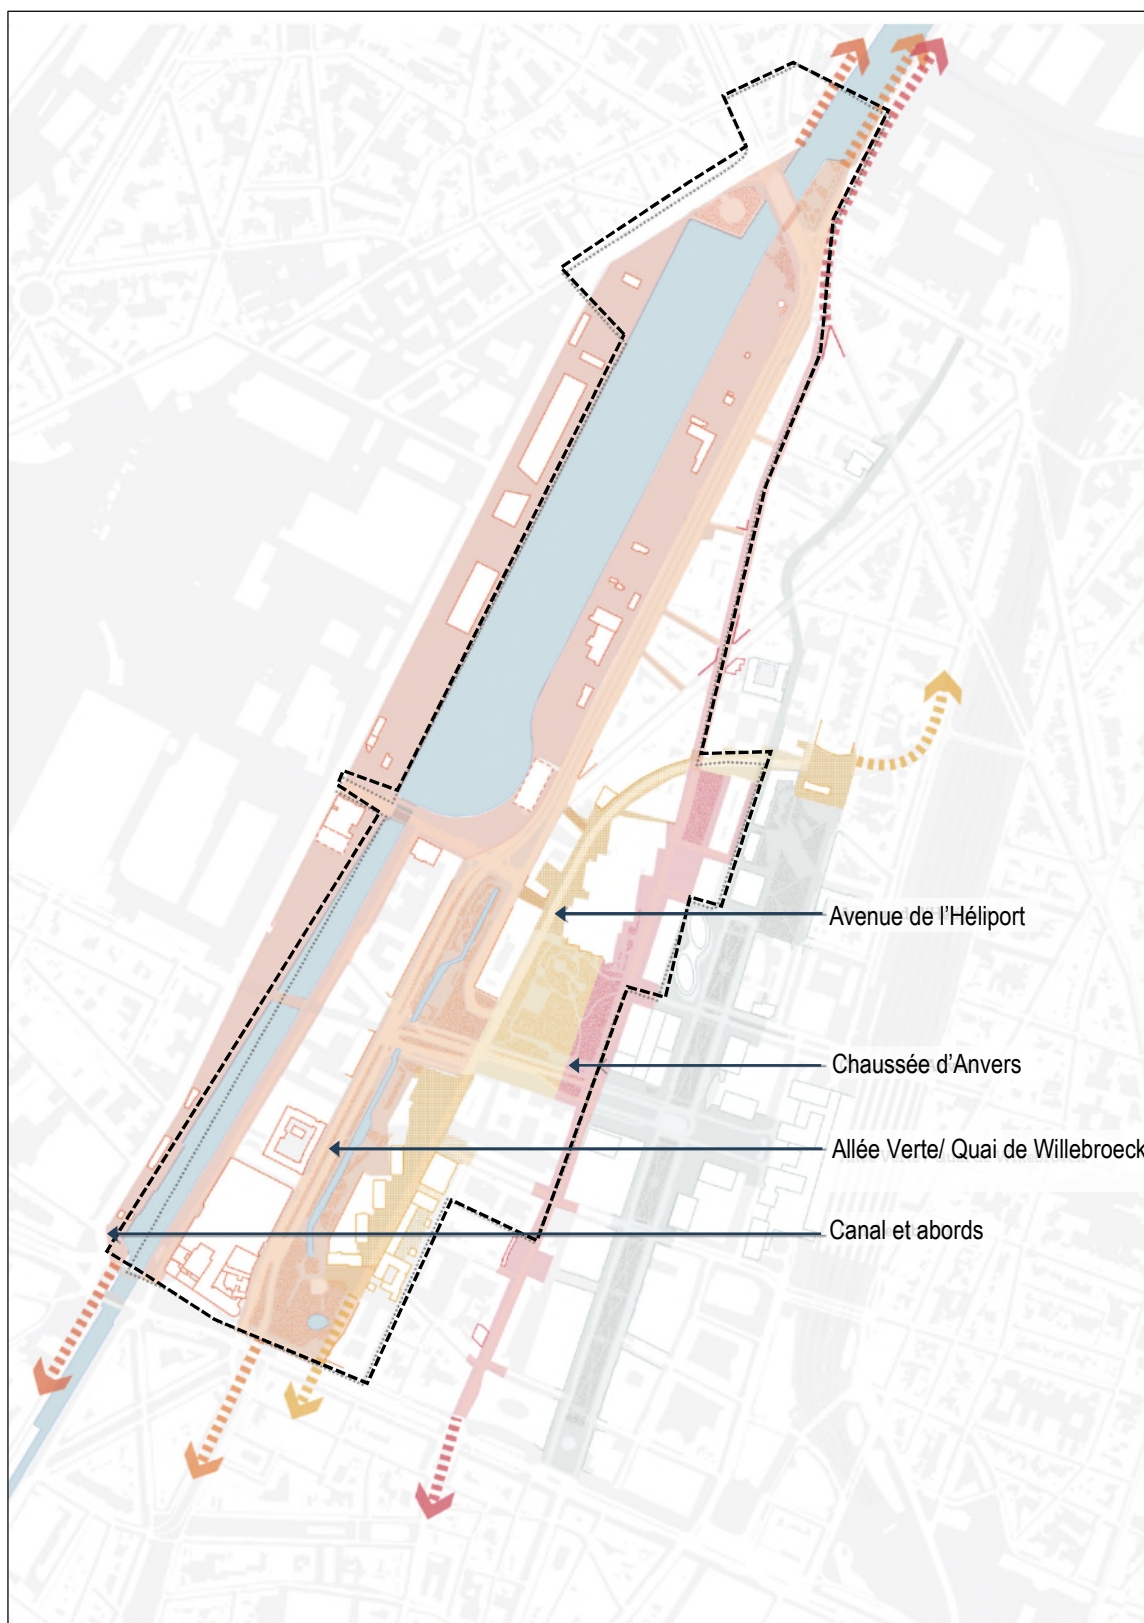 Avenue de l’Héliport
Chaussée d’Anvers
Allée Verte/ Quai de Willebroeck
Canal et abords